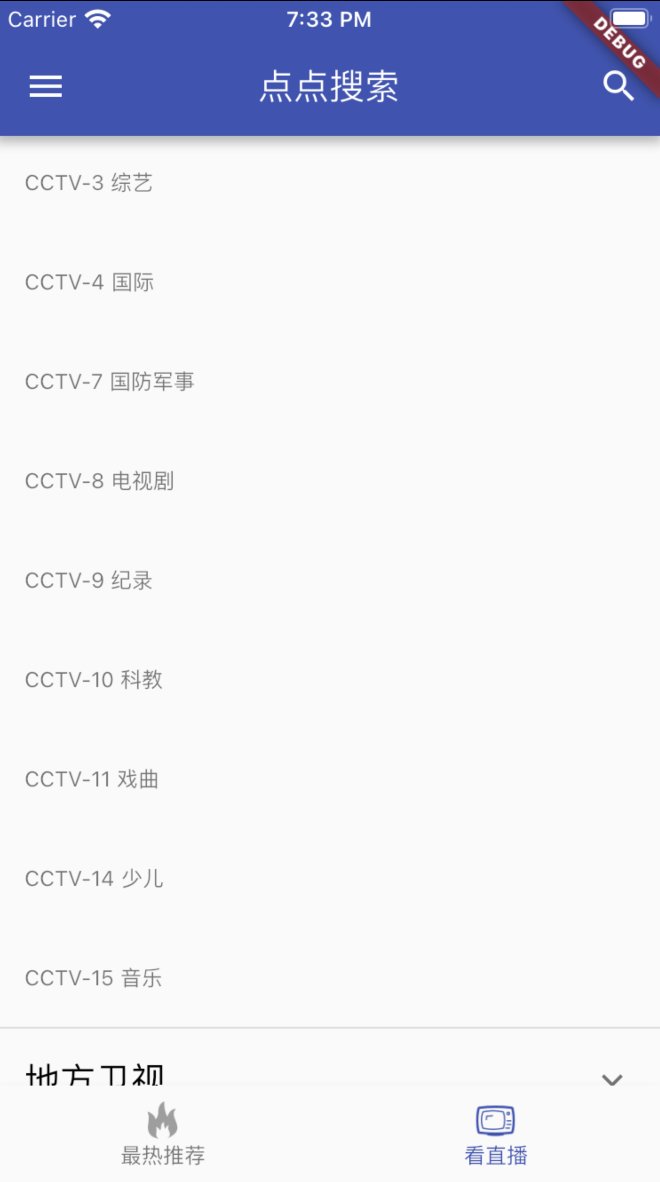 Carrier 7:33 PM
DEBUG
点点搜索
CCTV-3 综艺
CCTV-4 国际
CCTV-7 国防军事
CCTV-8 电视剧
CCTV-9 纪录
CCTV-10 科教
CCTV-11 戏曲
CCTV-14 少儿
CCTV-15 音乐
地方卫视
最热推荐
看直播